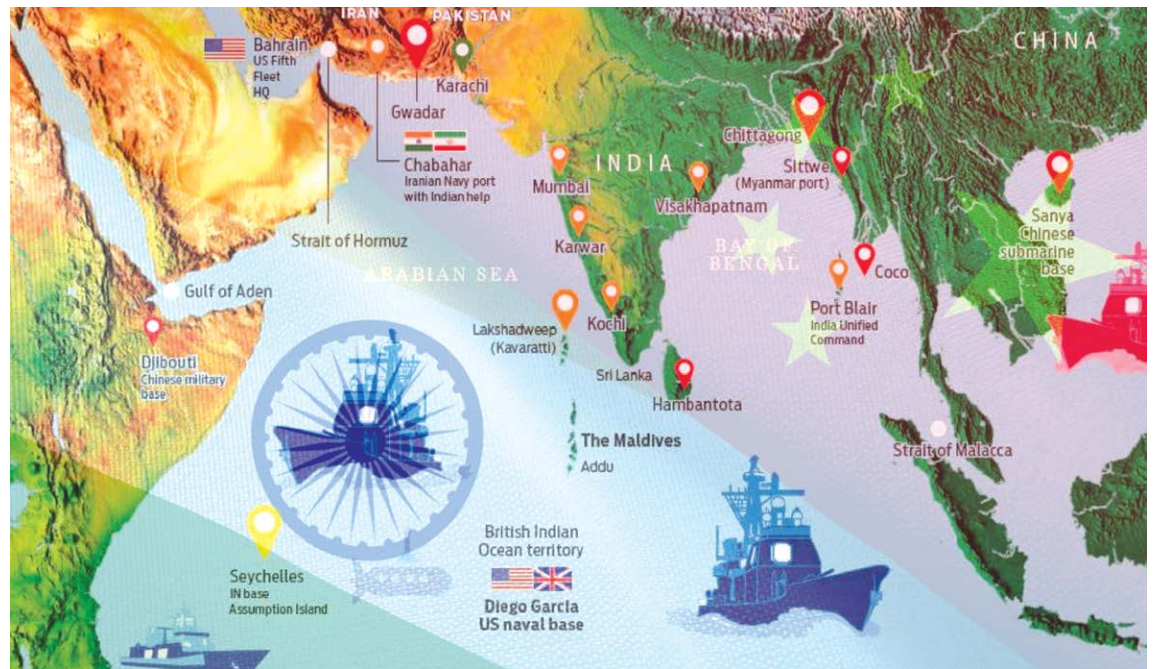 IRAN
PAKISTAN
CHINA
Bahrain
US Fifth
Fleet
HQ
Karachi
Gwadar
Chabahar
Iranian Navy port
with Indian help
Strait of Hormuz
INDIA
Mumbai
Visakhapatnam
Karwar
Kochi
Chittagong
Sittwe
(Myanmar port)
Sanya
Chinese
submarine
base
ARABIAN SEA
BAY OF
BENGAL
Coco
Port Blair
India Unified
Command
Gulf of Aden
Djibouti
Chinese military
base
Lakshadweep
(Kavaratti)
Sri Lanka
Hambantota
The Maldives
Addu
Strait of Malacca
Seychelles
IN base
Assumption Island
British Indian
Ocean territory
Diego Garcia
US naval base